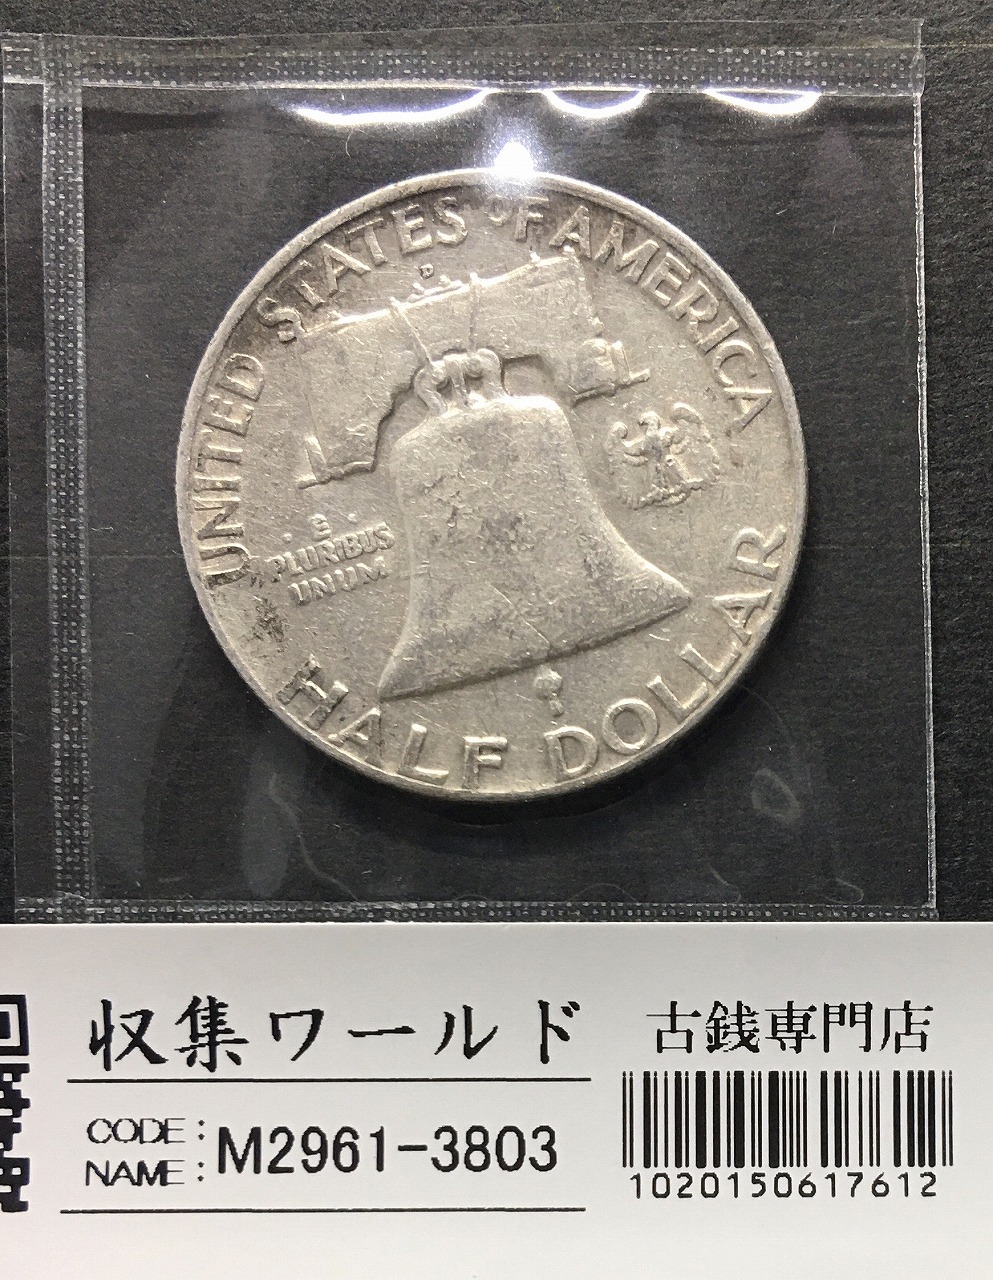 UNITED STATES OF AMERICA
D
E
PLURIBUS
UNUM
HALF DOLLAR
収集ワールド 古銭専門店
CODE:
NAME: M2961-3803
1020150617612